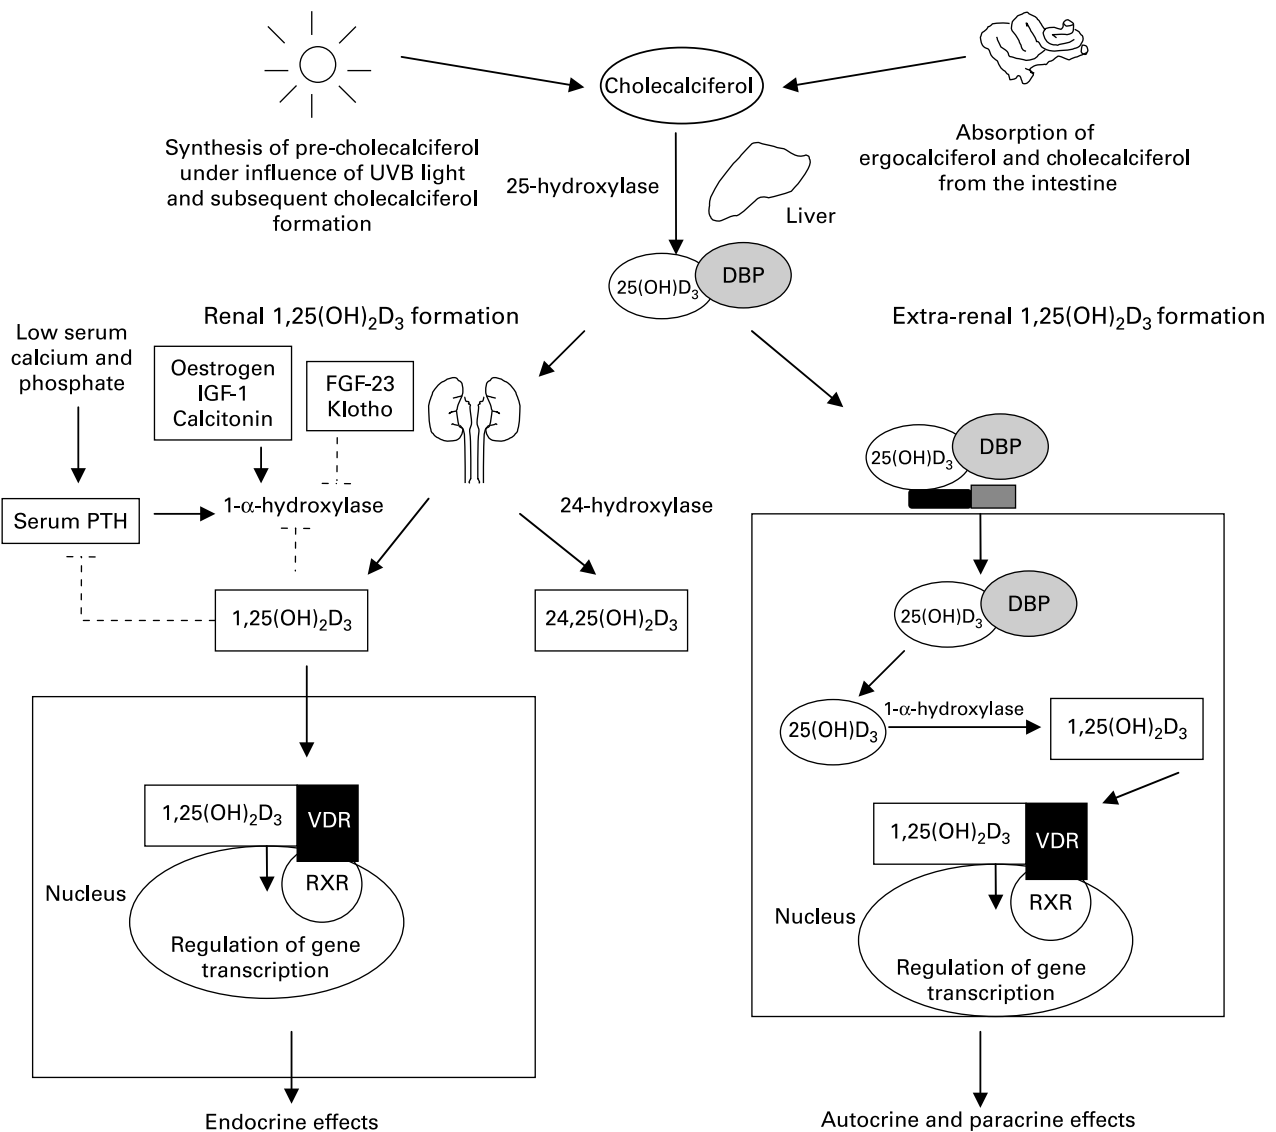 Cholecalciferol
Synthesis of pre-cholecalciferol
under influence of UVB light
and subsequent cholecalciferol
formation
Absorption of
ergocalciferol and cholecalciferol
from the intestine
25-hydroxylase
Liver
25(OH)D₃
DBP
Renal 1,25(OH)₂D₃ formation
Extra-renal 1,25(OH)₂D₃ formation
Low serum
calcium and
phosphate
Oestrogen
IGF-1
Calcitonin
FGF-23
Klotho
Serum PTH
1-α-hydroxylase
24-hydroxylase
1,25(OH)₂D₃
24,25(OH)₂D₃
1,25(OH)₂D₃
VDR
RXR
Nucleus
Regulation of gene
transcription
Endocrine effects
25(OH)D₃
DBP
25(OH)D₃
DBP
25(OH)D₃
1-α-hydroxylase
1,25(OH)₂D₃
1,25(OH)₂D₃
VDR
RXR
Nucleus
Regulation of gene
transcription
Autocrine and paracrine effects